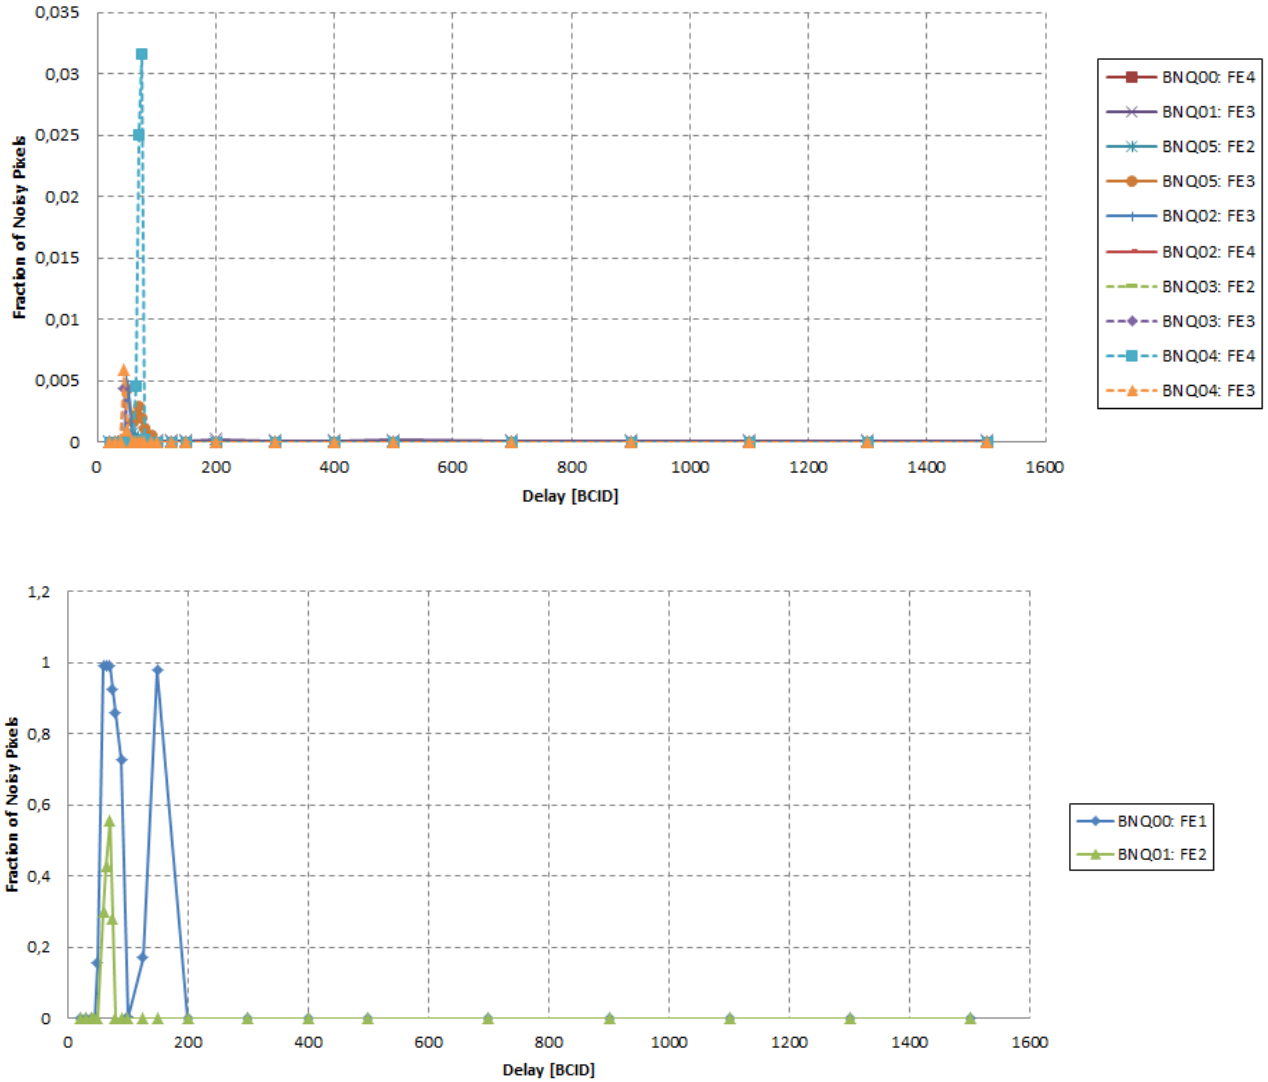 0,035
0,03
0,025
0,02
0,015
0,01
0,005
0
Fraction of Noisy Pixels
0 200 400 600 800 1000 1200 1400 1600
Delay [BCID]
BNQ00: FE4
BNQ01: FE3
BNQ05: FE2
BNQ05: FE3
BNQ02: FE3
BNQ02: FE4
BNQ03: FE2
BNQ03: FE3
BNQ04: FE4
BNQ04: FE3
1,2
1
0,8
0,6
0,4
0,2
0
Fraction of Noisy Pixels
0 200 400 600 800 1000 1200 1400 1600
Delay [BCID]
BNQ00: FE1
BNQ01: FE2